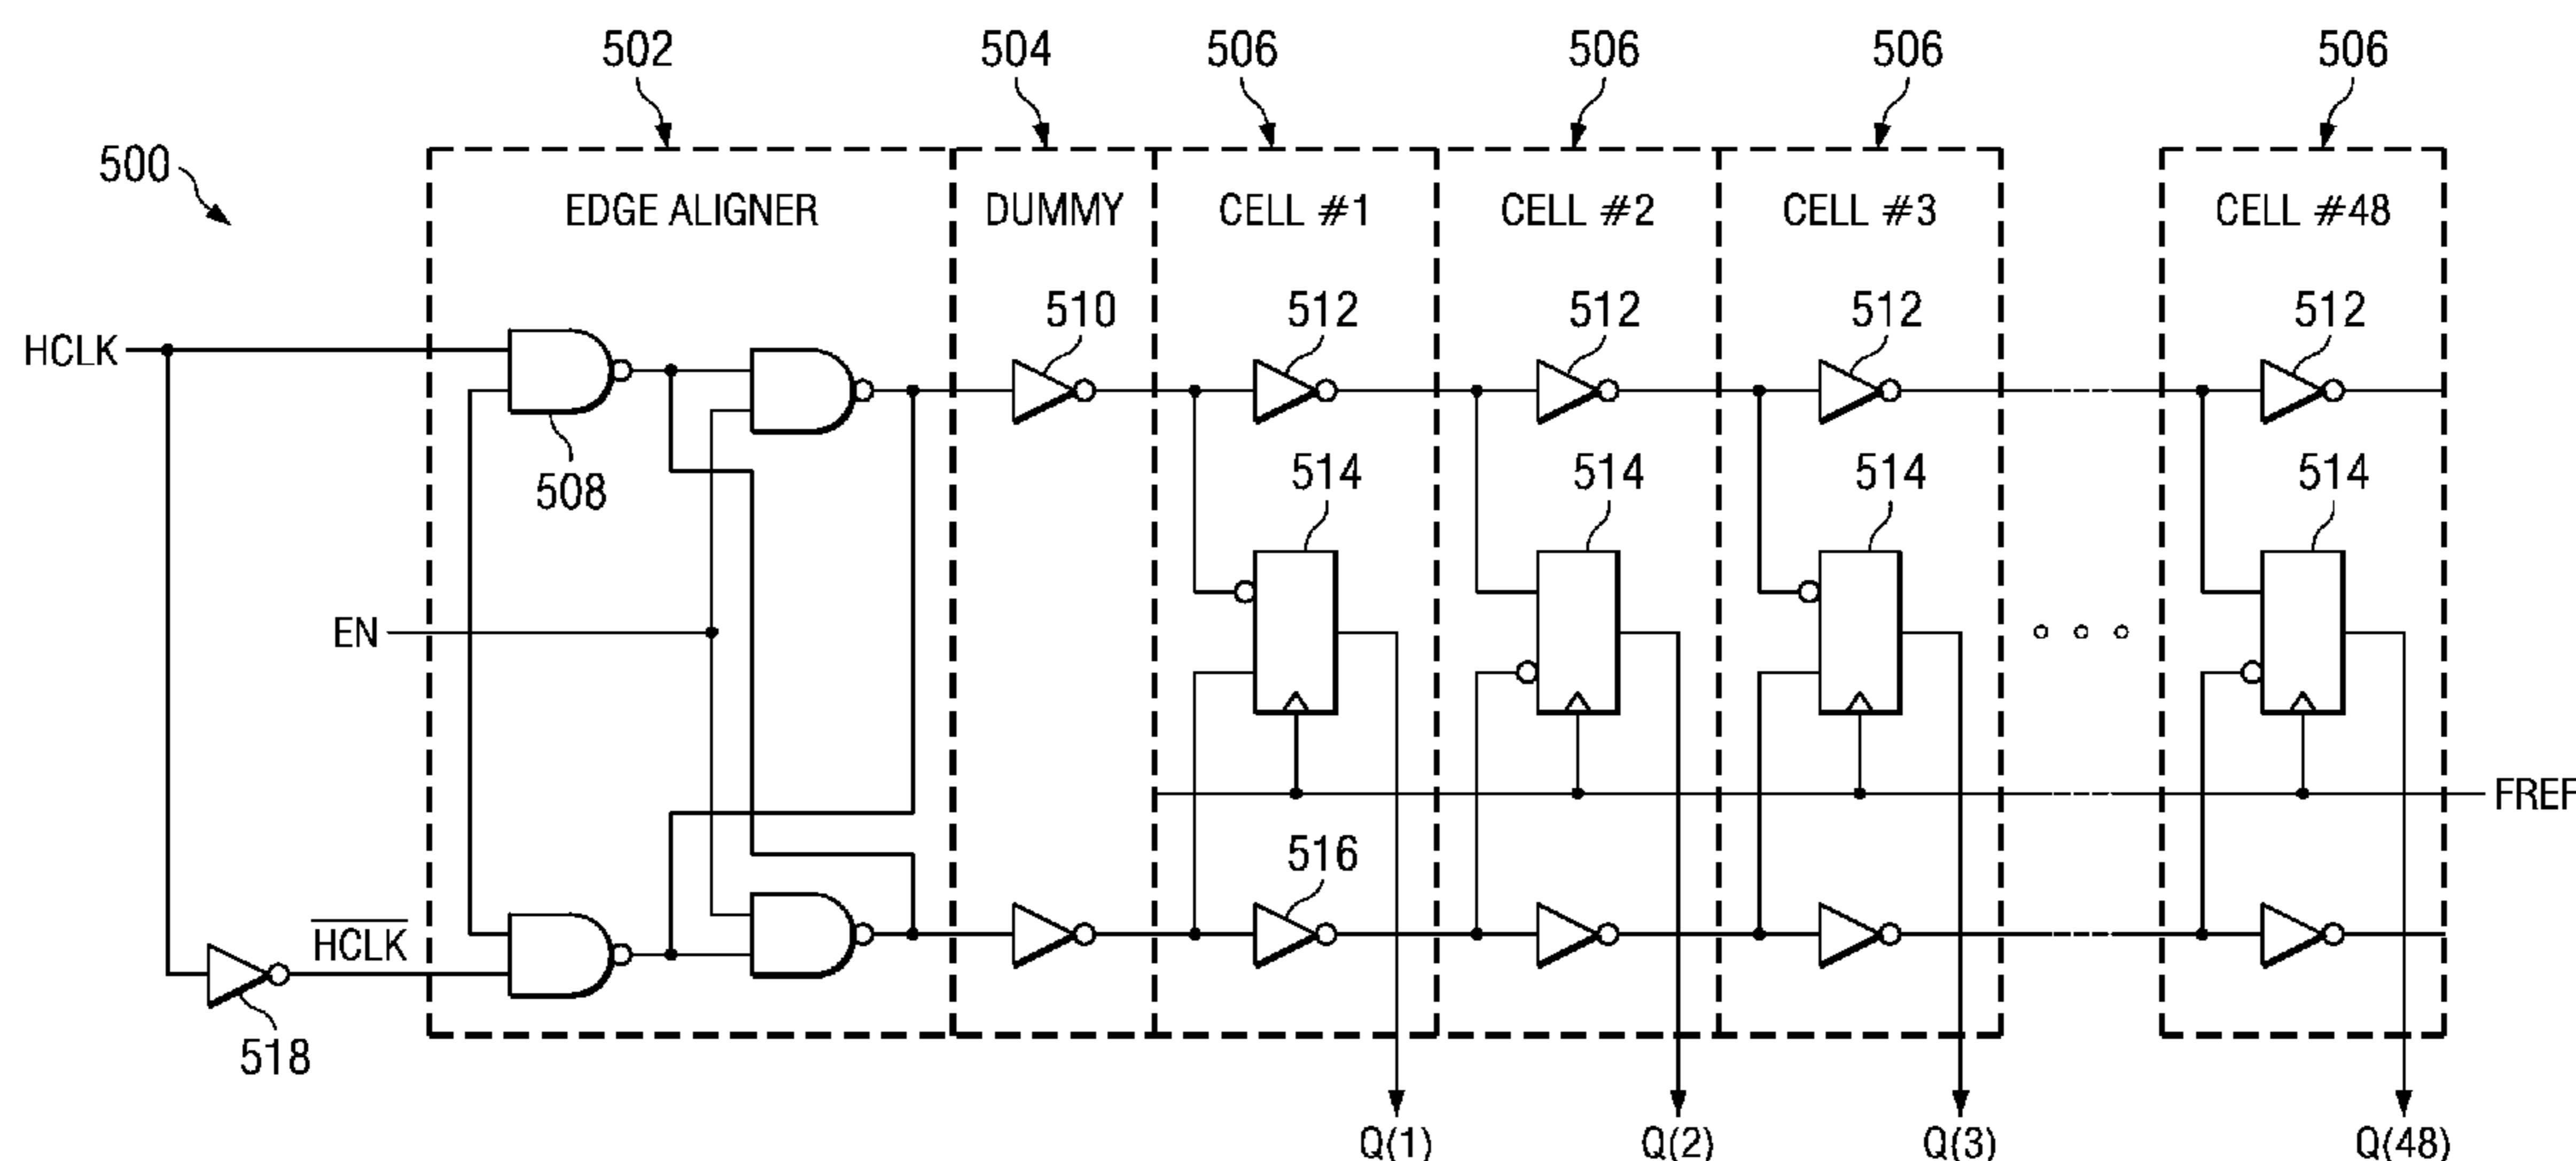 502 504 506 506 506 506
500
EDGE ALIGNER DUMMY CELL #1 CELL #2 CELL #3 CELL #48
510 512 512 512 512
HCLK
508 514 514 514 514
EN
FREF
516
HCLK
518
Q(1) Q(2) Q(3) Q(48)